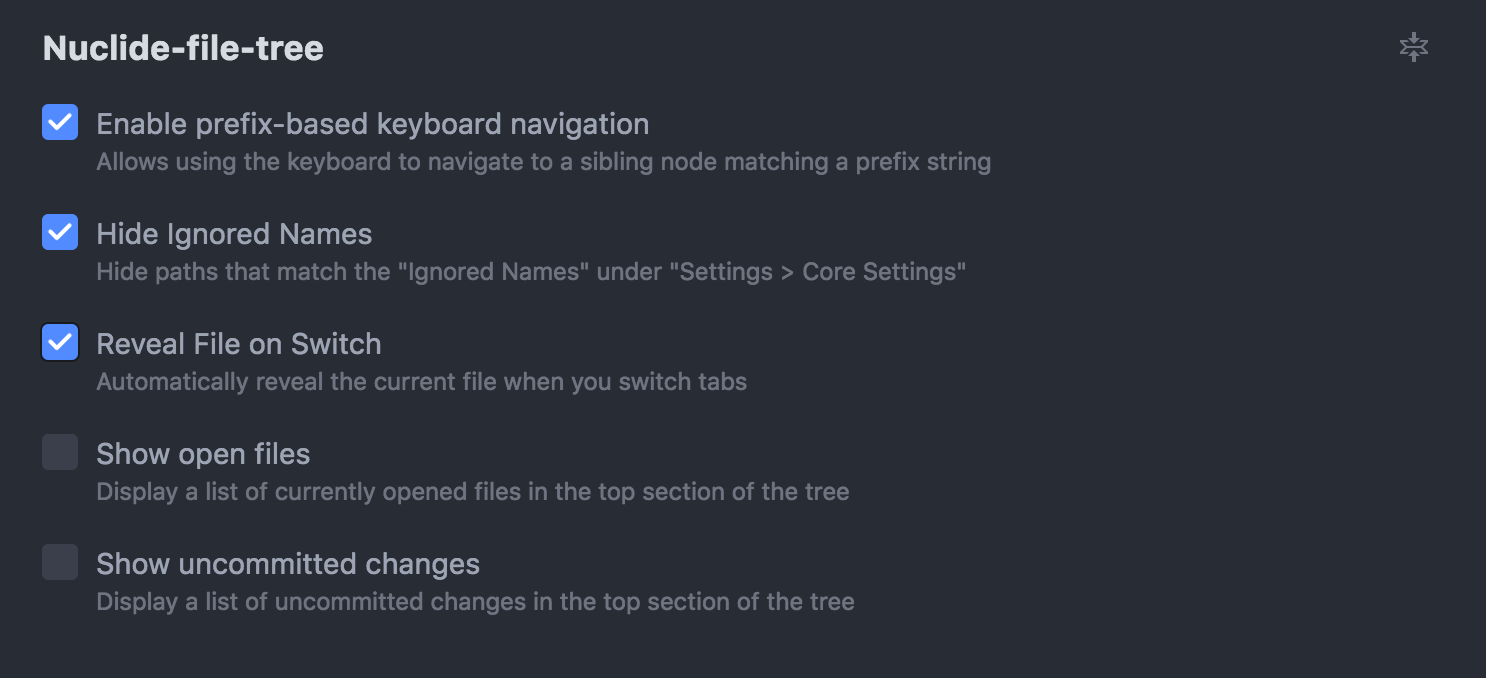 Nuclide-file-tree
Enable prefix-based keyboard navigation
Allows using the keyboard to navigate to a sibling node matching a prefix string
Hide Ignored Names
Hide paths that match the "Ignored Names" under "Settings > Core Settings"
Reveal File on Switch
Automatically reveal the current file when you switch tabs
Show open files
Display a list of currently opened files in the top section of the tree
Show uncommitted changes
Display a list of uncommitted changes in the top section of the tree